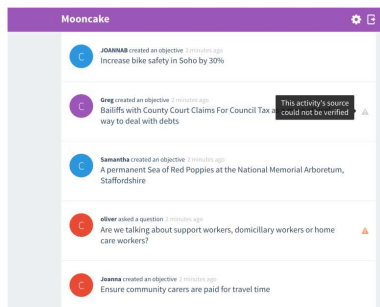 Mooncake
C
JOANNAB created an objective 2 minutes ago
Increase bike safety in Soho by 30%
C
Greg created an objective 2 minutes ago
Bailiffs with County Court Claims For Council Tax a
way to deal with debts
This activity's source
could not be verified
C
Samantha created an objective 2 minutes ago
A permanent Sea of Red Poppies at the National Memorial Arboretum,
Staffordshire
C
oliver asked a question 2 minutes ago
Are we talking about support workers, domicillary workers or home
care workers?
C
Joanna created an objective 2 minutes ago
Ensure community carers are paid for travel time